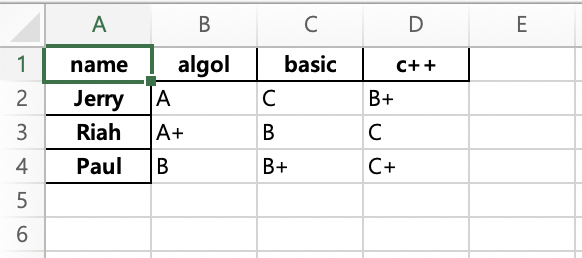 A B C D E
1 name algol basic c++
2 Jerry A C B+
3 Riah A+ B C
4 Paul B B+ C+
5
6